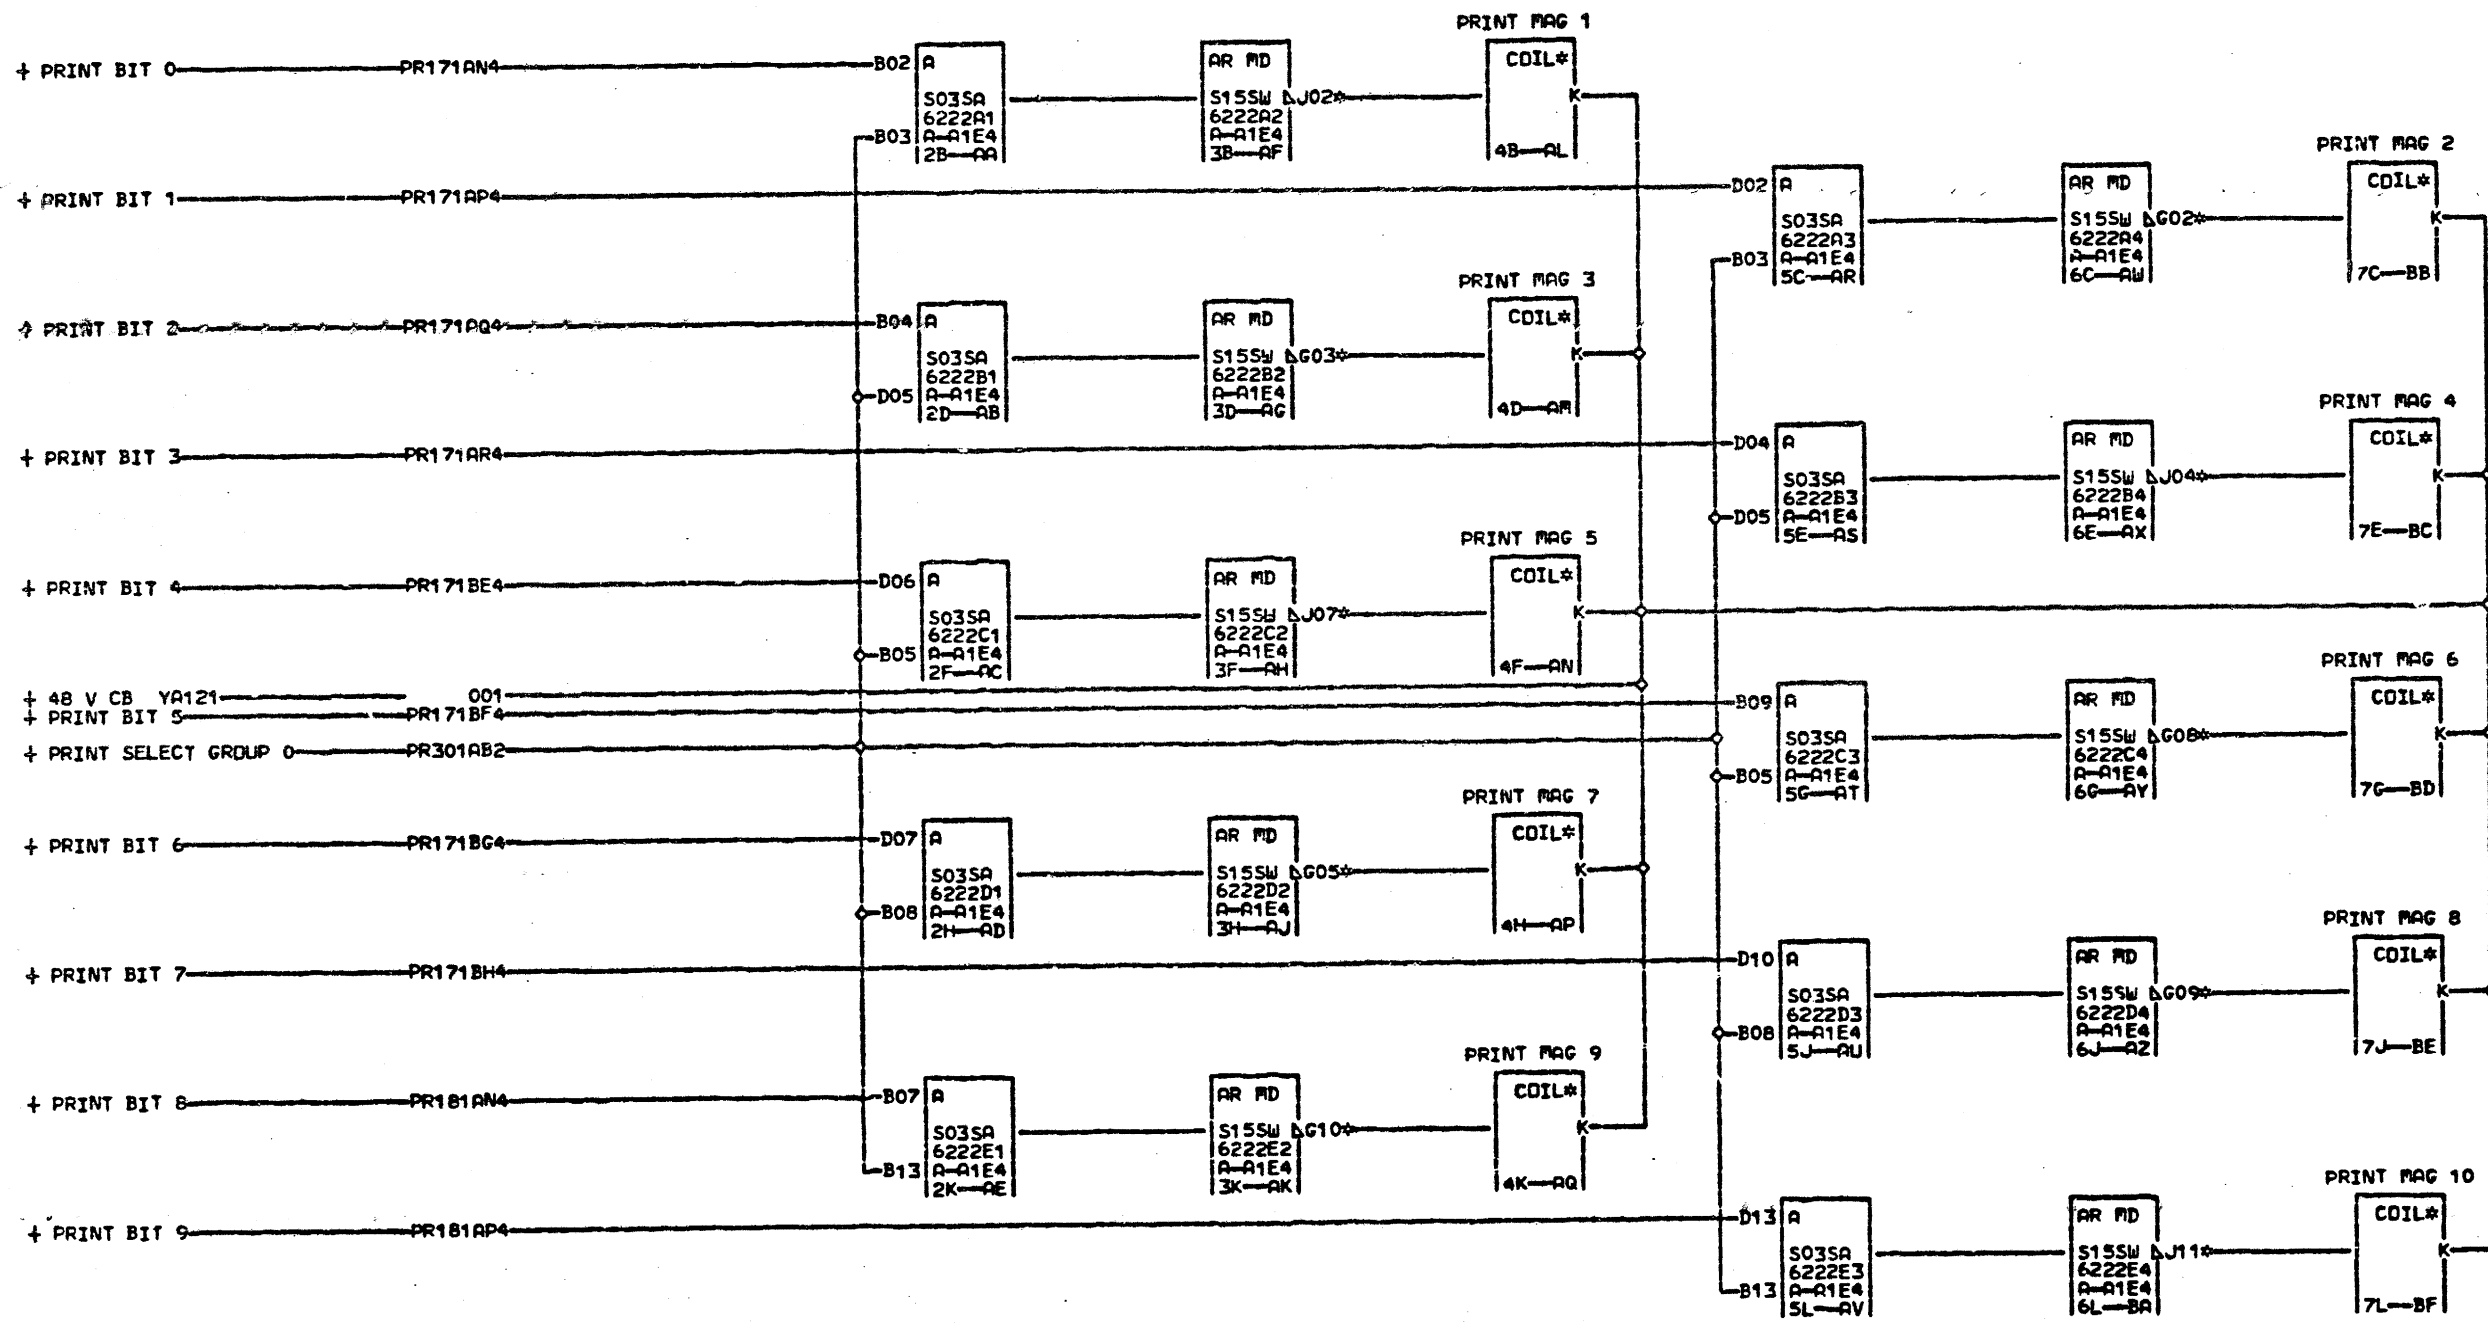 PRINT MAG 1
+ PRINT BIT 0 PR171AN4 B02 A AR MD COIL*
S03SA S15SW J02* K
6222A1 6222A2
B03 A-A1E4 A-A1E4
2B-AA 3B-AF 4B-AL
PRINT MAG 2
+ PRINT BIT 1 PR171AP4 D02 A AR MD COIL*
S03SA S15SW G02* K
6222A3 6222A4
B03 A-A1E4 A-A1E4
5C-AR 6C-AW 7C-BB
PRINT MAG 3
+ PRINT BIT 2 PR171AQ4 B04 A AR MD COIL*
S03SA S15SW G03* K
6222B1 6222B2
D05 A-A1E4 A-A1E4
2D-AB 3D-AG 4D-AM
PRINT MAG 4
+ PRINT BIT 3 PR171AR4 D04 A AR MD COIL*
S03SA S15SW J04* K
6222B3 6222B4
D05 A-A1E4 A-A1E4
5E-AS 6E-AX 7E-BC
PRINT MAG 5
+ PRINT BIT 4 PR171BE4 D06 A AR MD COIL*
S03SA S15SW J07* K
6222C1 6222C2
B05 A-A1E4 A-A1E4
2F-AC 3F-AH 4F-AN
+ 48 V CB YA121 001
PRINT MAG 6
+ PRINT BIT 5 PR171BF4 B09 A AR MD COIL*
+ PRINT SELECT GROUP 0 PR301AB2
S03SA S15SW G08* K
6222C3 6222C4
B05 A-A1E4 A-A1E4
5G-AT 6G-AY 7G-BD
PRINT MAG 7
+ PRINT BIT 6 PR171BG4 D07 A AR MD COIL*
S03SA S15SW G05* K
6222D1 6222D2
B08 A-A1E4 A-A1E4
2H-AD 3H-AJ 4H-AP
PRINT MAG 8
+ PRINT BIT 7 PR171BH4 D10 A AR MD COIL*
S03SA S15SW G09* K
6222D3 6222D4
B08 A-A1E4 A-A1E4
5J-AU 6J-AZ 7J-BE
PRINT MAG 9
+ PRINT BIT 8 PR181AN4 B07 A AR MD COIL*
S03SA S15SW G10* K
6222E1 6222E2
B13 A-A1E4 A-A1E4
2K-AE 3K-AK 4K-AQ
PRINT MAG 10
+ PRINT BIT 9 PR181AP4 D13 A AR MD COIL*
S03SA S15SW J11* K
6222E3 6222E4
B13 A-A1E4 A-A1E4
5L-AV 6L-BA 7L-BF